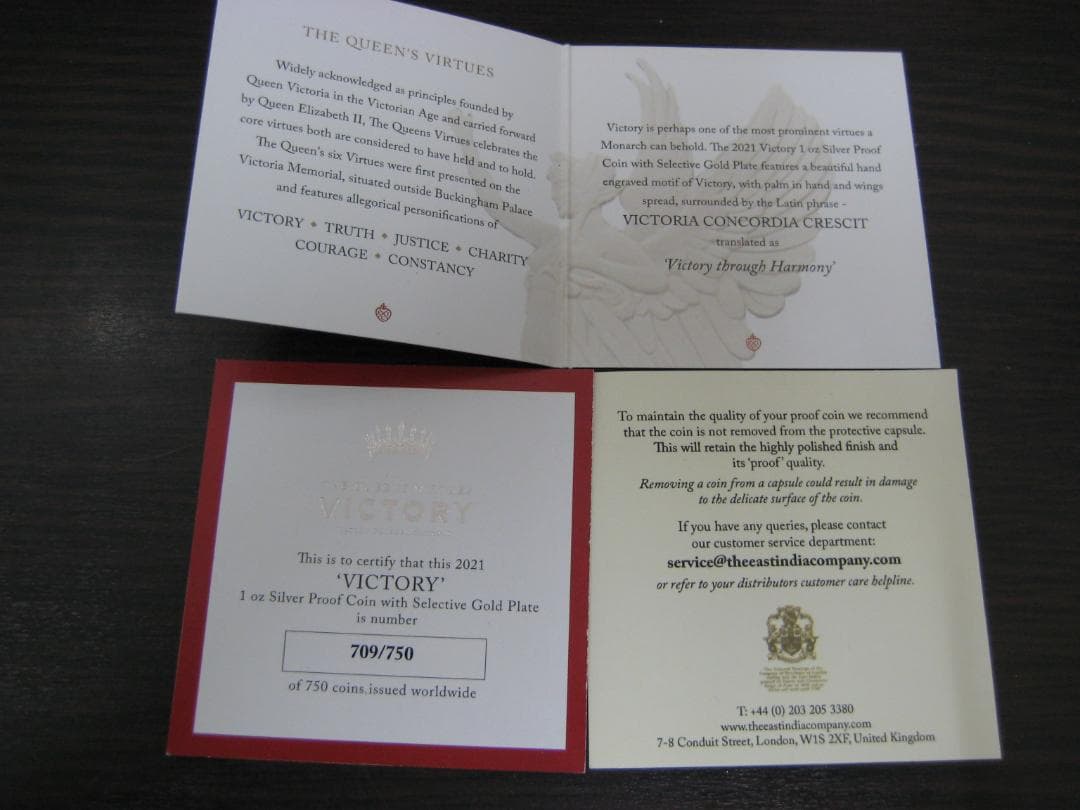 THE QUEEN'S VIRTUES
Widely acknowledged as principles founded by
Queen Victoria in the Victorian Age and carried forward
by Queen Elizabeth II, The Queens Virtues celebrates the
core virtues both are considered to have held and to hold.
The Queen's six Virtues were first presented on the
Victoria Memorial, situated outside Buckingham Palace
and features allegorical personifications of
VICTORY • TRUTH • JUSTICE • CHARITY
COURAGE • CONSTANCY
Victory is perhaps one of the most prominent virtues a
Monarch can behold. The 2021 Victory 1 oz Silver Proof
Coin with Selective Gold Plate features a beautiful hand
engraved motif of Victory, with palm in hand and wings
spread, surrounded by the Latin phrase -
VICTORIA CONCORDIA CRESCIT
translated as
'Victory through Harmony'
VICTORY
This is to certify that this 2021
'VICTORY'
1 oz Silver Proof Coin with Selective Gold Plate
is number
709/750
of 750 coins issued worldwide
To maintain the quality of your proof coin we recommend
that the coin is not removed from the protective capsule.
This will retain the highly polished finish and
its 'proof' quality.
Removing a coin from a capsule could result in damage
to the delicate surface of the coin.
If you have any queries, please contact
our customer service department:
service@theeastindiacompany.com
or refer to your distributors customer care helpline.
T: +44 (0) 203 205 3380
www.theeastindiacompany.com
7-8 Conduit Street, London, W1S 2XF, United Kingdom